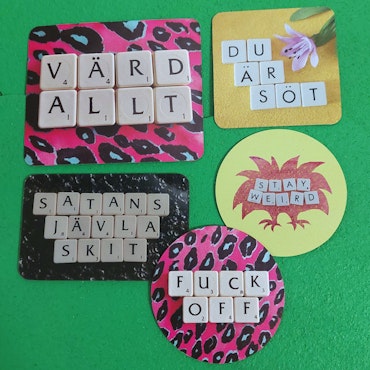 VÄRD
ALLT
DU
ÄR
SÖT
SATANS
JÄVLA
SKIT
STAY
WEIRD
FUCK
OFF